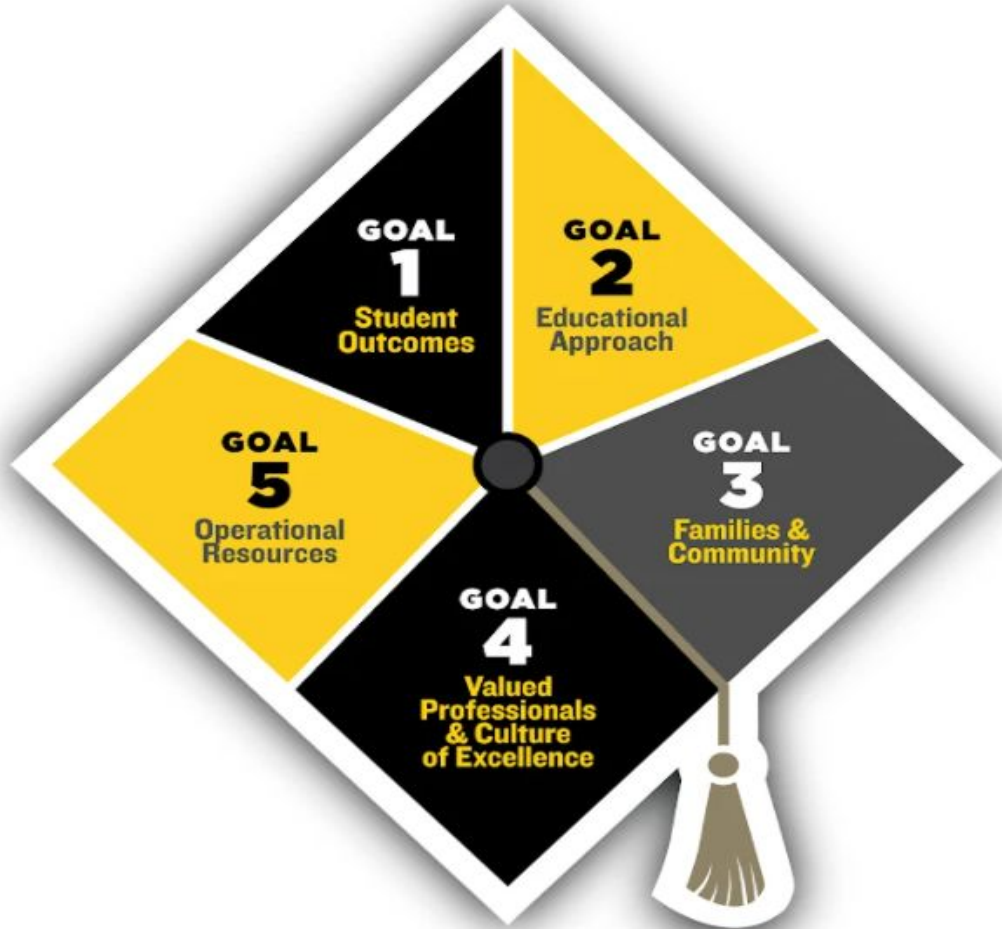 GOAL
1
Student
Outcomes
GOAL
2
Educational
Approach
GOAL
3
Families &
Community
GOAL
4
Valued
Professionals
& Culture
of Excellence
GOAL
5
Operational
Resources